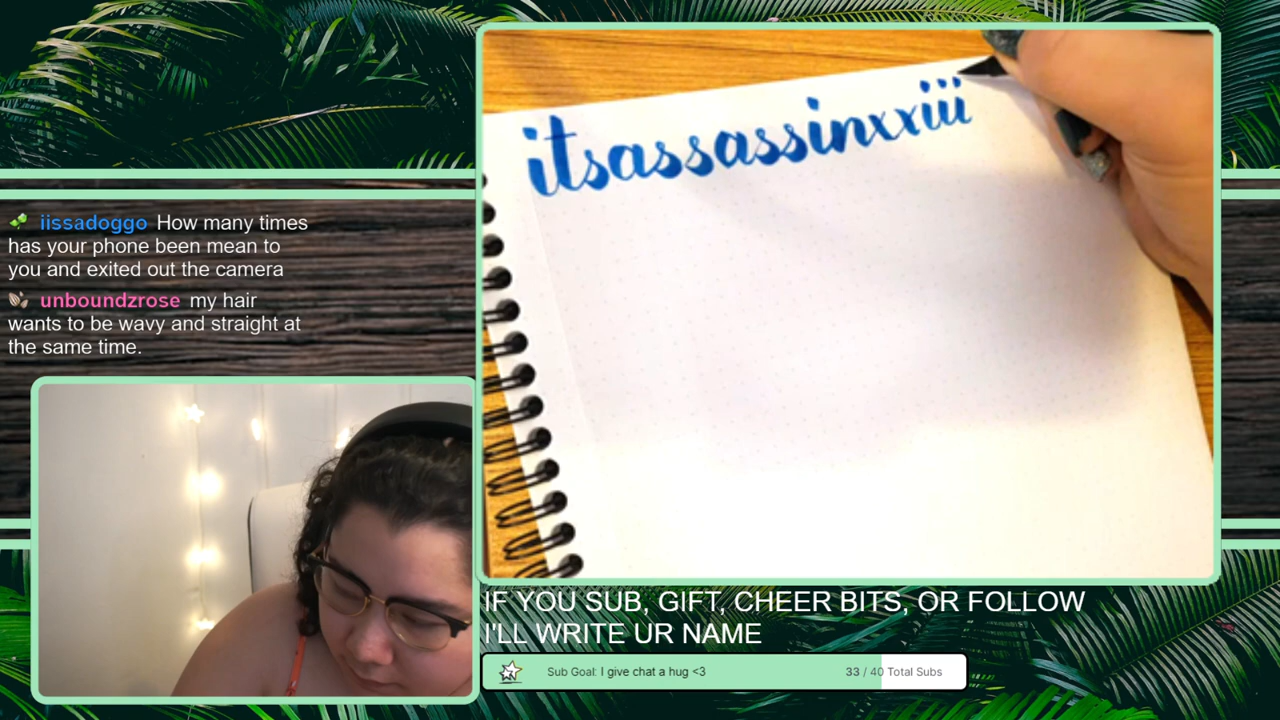 itsassassinxxiii
iissadoggo How many times
has your phone been mean to
you and exited out the camera
unboundzrose my hair
wants to be wavy and straight at
the same time.
IF YOU SUB, GIFT, CHEER BITS, OR FOLLOW
I'LL WRITE UR NAME
Sub Goal: I give chat a hug <3 33 / 40 Total Subs